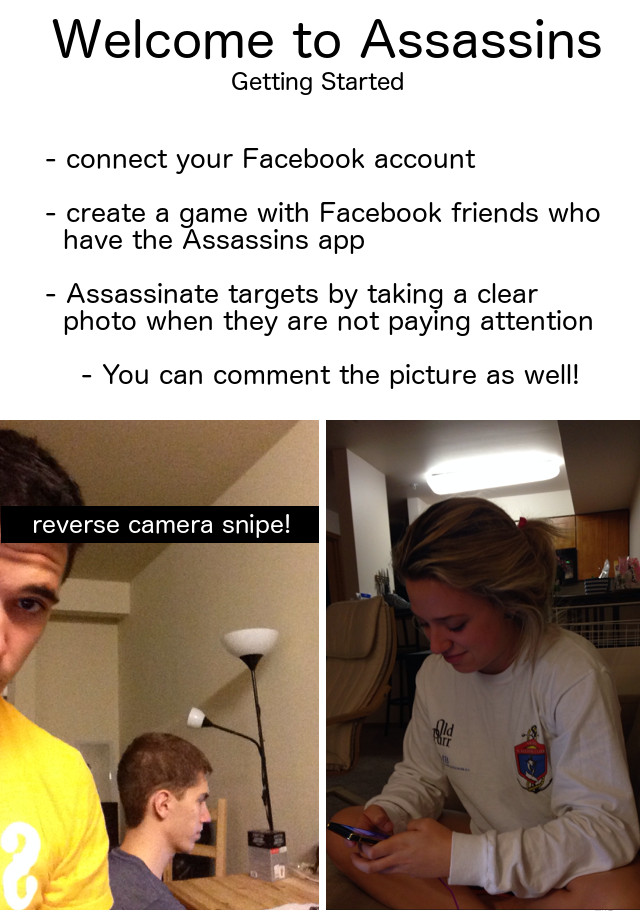 Welcome to Assassins
Getting Started
- connect your Facebook account
- create a game with Facebook friends who
have the Assassins app
- Assassinate targets by taking a clear
photo when they are not paying attention
- You can comment the picture as well!
reverse camera snipe!
Old
Parr